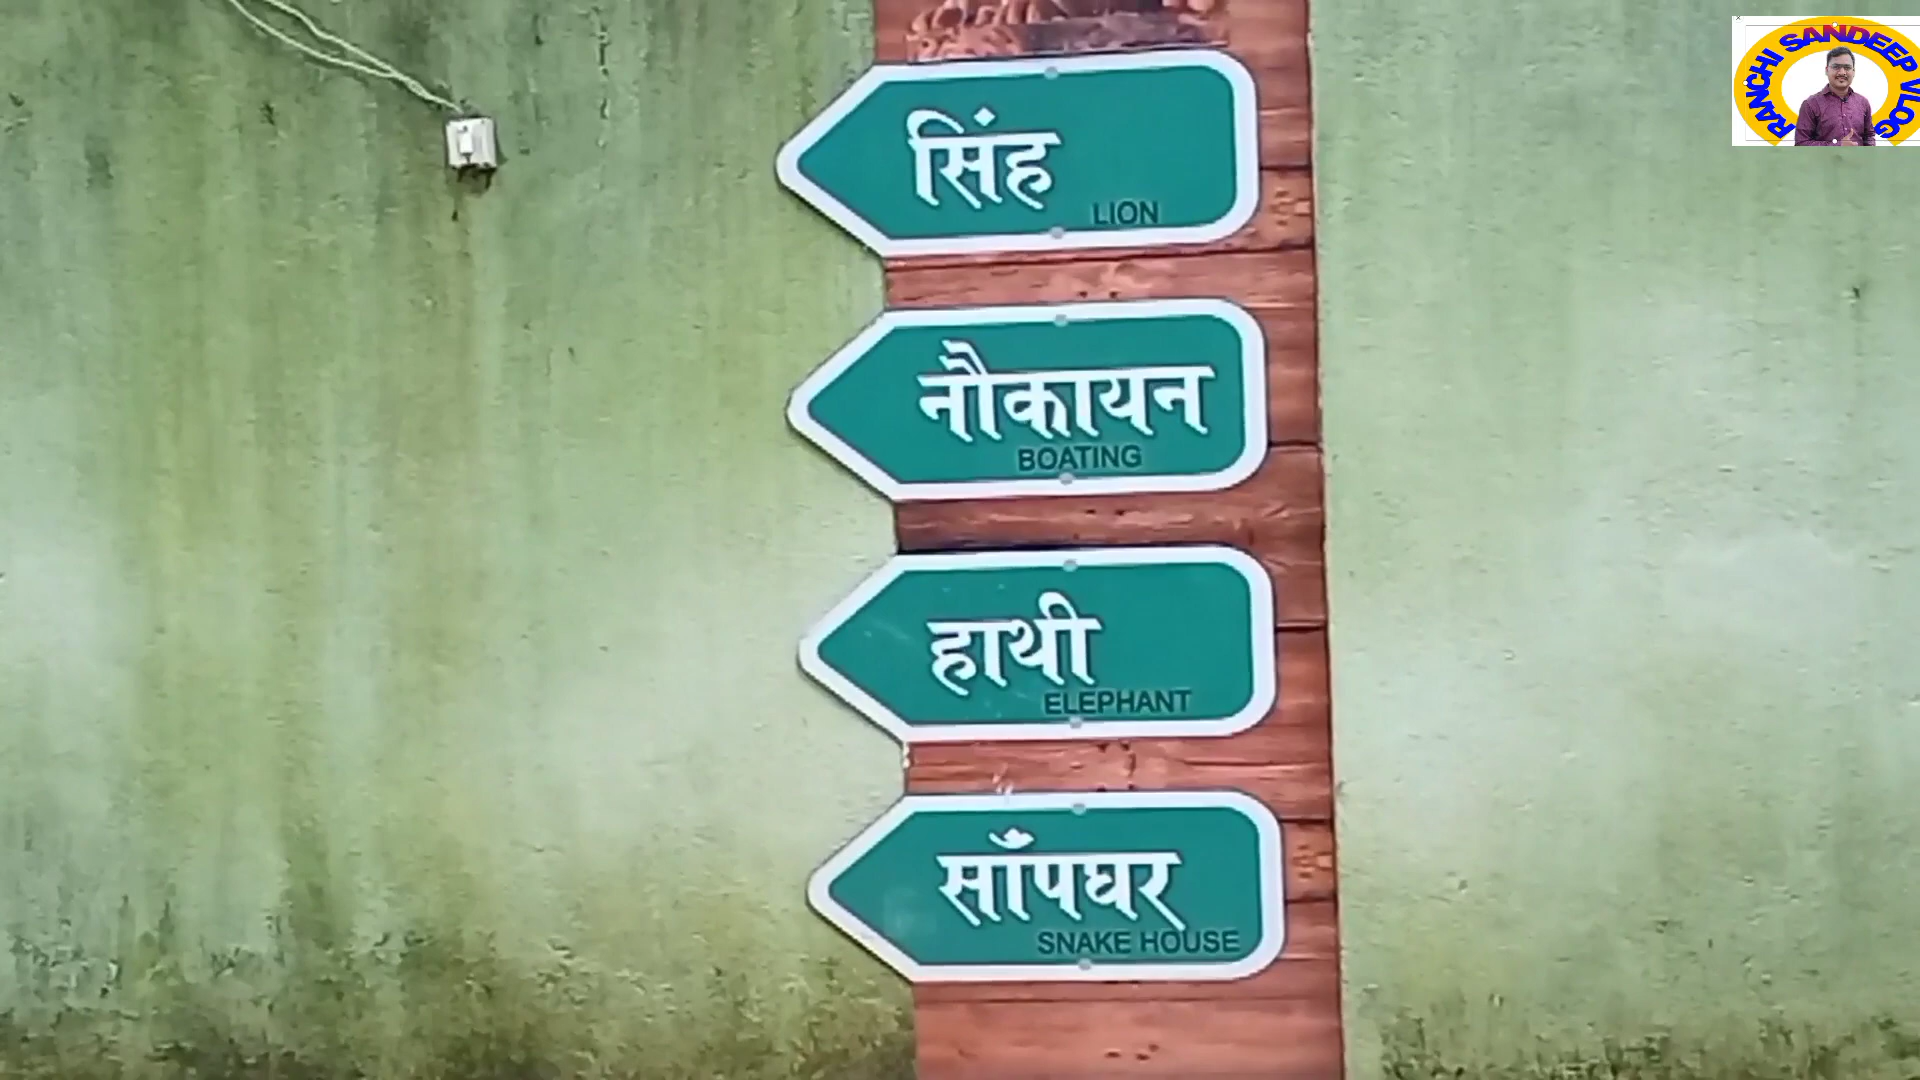 सिंह
LION
नौकायन
BOATING
हाथी
ELEPHANT
साँपघर
SNAKE HOUSE
RANCHI SANDEEP VLOG